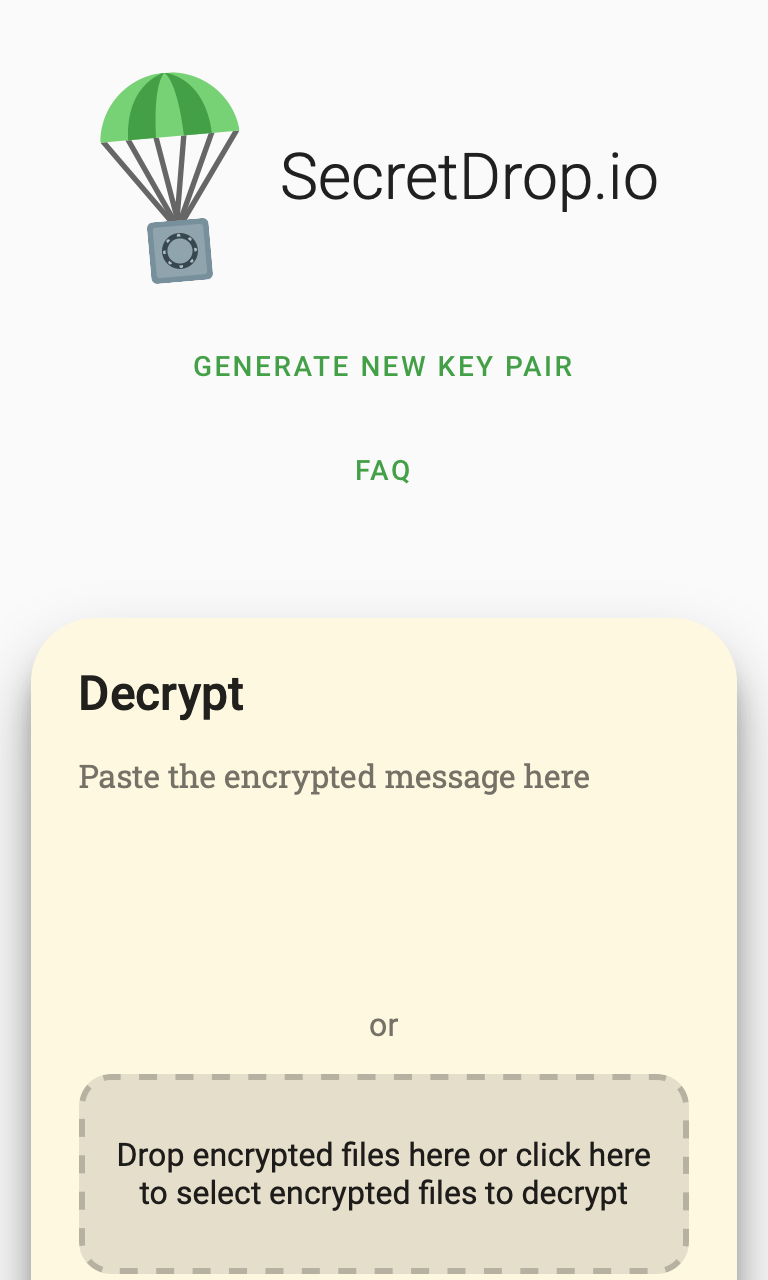 SecretDrop.io
GENERATE NEW KEY PAIR
FAQ
Decrypt
Paste the encrypted message here
or
Drop encrypted files here or click here
to select encrypted files to decrypt